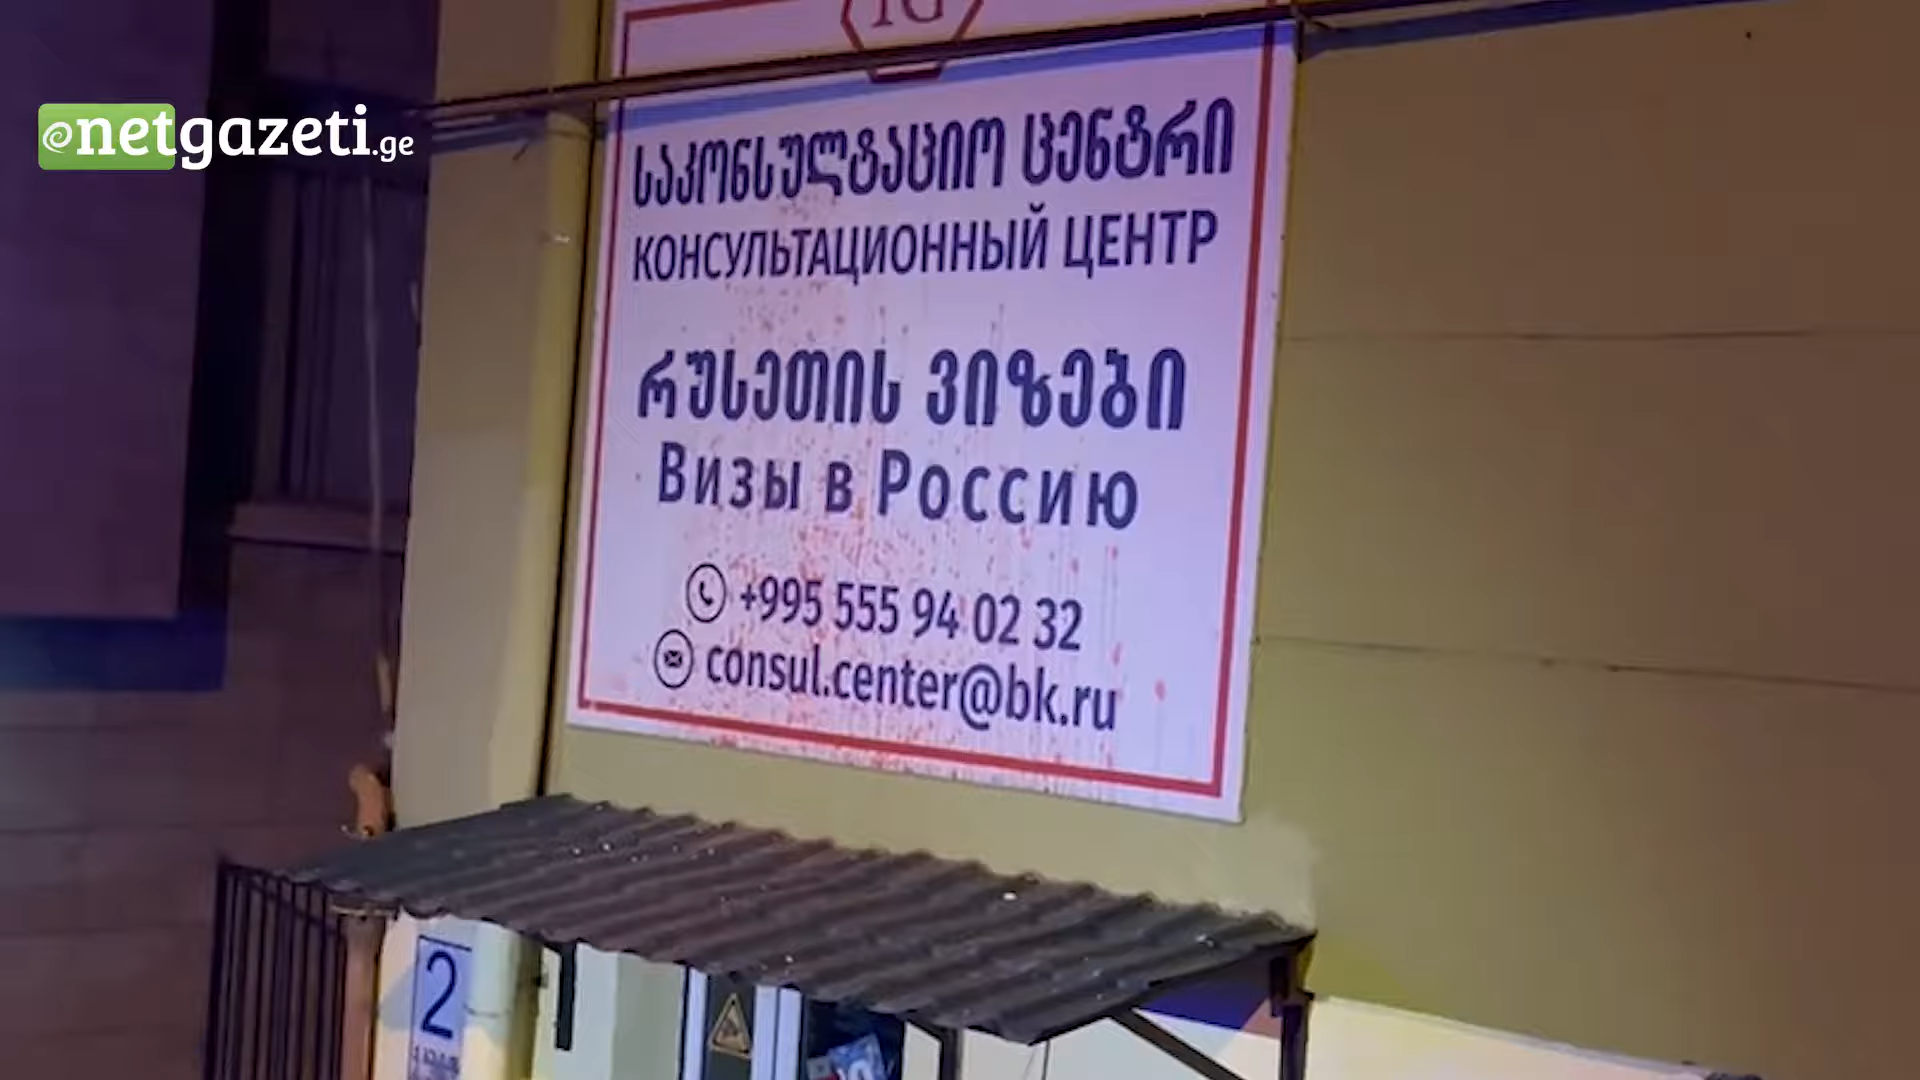 netgazeti.ge
საკონსულტაციო ცენტრი
КОНСУЛЬТАЦИОННЫЙ ЦЕНТР
რუსეთის ვიზები
Визы в Россию
+995 555 94 02 32
consul.center@bk.ru
2